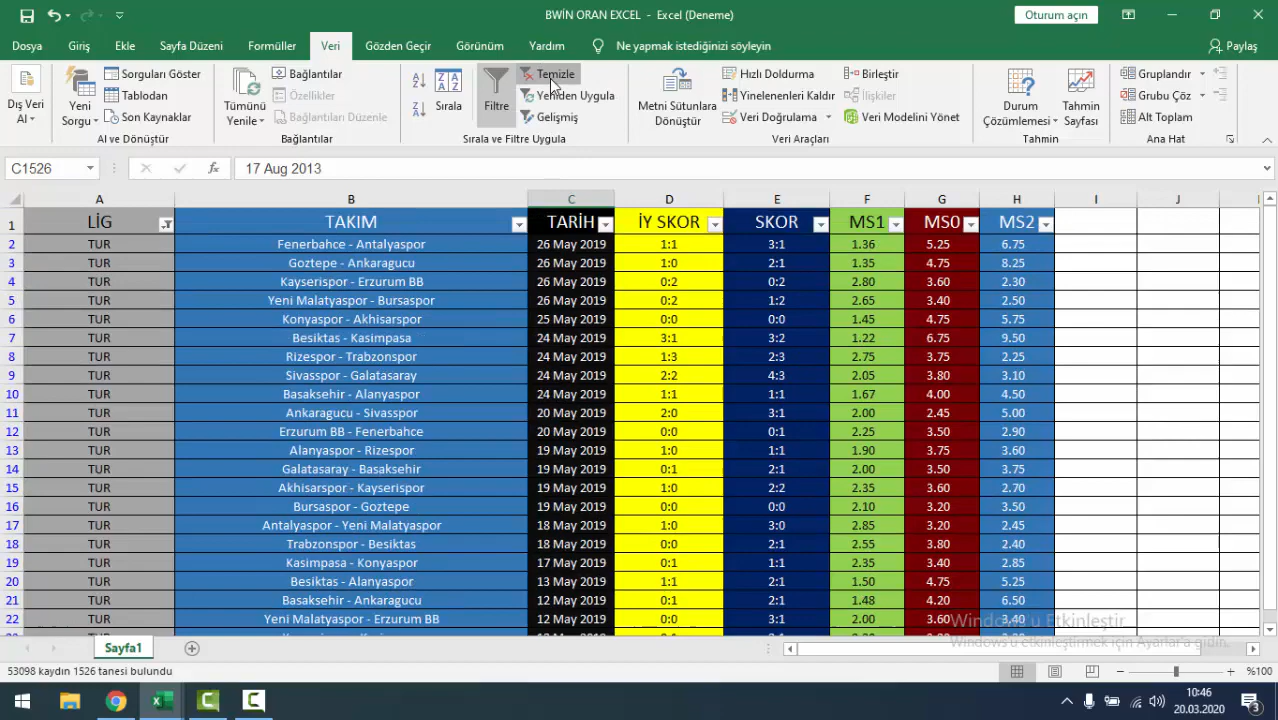 BWİN ORAN EXCEL - Excel (Deneme)
Oturum açın
Dosya Giriş Ekle Sayfa Düzeni Formüller Veri Gözden Geçir Görünüm Yardım Ne yapmak istediğinizi söyleyin Paylaş
Dış Veri Al
Yeni Sorgu
Sorguları Göster
Tablodan
Son Kaynaklar
Al ve Dönüştür
Tümünü Yenile
Bağlantılar
Özellikler
Bağlantıları Düzenle
Bağlantılar
Sırala
Filtre
Temizle
Yeniden Uygula
Gelişmiş
Sırala ve Filtre Uygula
Metni Sütunlara Dönüştür
Hızlı Doldurma
Yinelenenleri Kaldır
Veri Doğrulama
Birleştir
İlişkiler
Veri Modelini Yönet
Veri Araçları
Durum Çözümlemesi
Tahmin Sayfası
Tahmin
Gruplandır
Grubu Çöz
Alt Toplam
Ana Hat
C1526 fx 17 Aug 2013
A B C D E F G H I J K
1 LİG TAKIM TARİH İY SKOR SKOR MS1 MS0 MS2
2 TUR Fenerbahce - Antalyaspor 26 May 2019 1:1 3:1 1.36 5.25 6.75
3 TUR Goztepe - Ankaragucu 26 May 2019 1:0 2:1 1.35 4.75 8.25
4 TUR Kayserispor - Erzurum BB 26 May 2019 0:2 0:2 2.80 3.60 2.30
5 TUR Yeni Malatyaspor - Bursaspor 26 May 2019 0:2 1:2 2.65 3.40 2.50
6 TUR Konyaspor - Akhisarspor 25 May 2019 0:0 0:0 1.45 4.75 5.75
7 TUR Besiktas - Kasimpasa 24 May 2019 3:1 3:2 1.22 6.75 9.50
8 TUR Rizespor - Trabzonspor 24 May 2019 1:3 2:3 2.75 3.75 2.25
9 TUR Sivasspor - Galatasaray 24 May 2019 2:2 4:3 2.05 3.80 3.10
10 TUR Basaksehir - Alanyaspor 24 May 2019 1:1 1:1 1.67 4.00 4.50
11 TUR Ankaragucu - Sivasspor 20 May 2019 2:0 3:1 2.00 2.45 5.00
12 TUR Erzurum BB - Fenerbahce 20 May 2019 0:0 0:1 2.25 3.50 2.90
13 TUR Alanyaspor - Rizespor 19 May 2019 1:0 1:1 1.90 3.75 3.60
14 TUR Galatasaray - Basaksehir 19 May 2019 0:1 2:1 2.00 3.50 3.75
15 TUR Akhisarspor - Kayserispor 19 May 2019 1:0 2:2 2.35 3.60 2.70
16 TUR Bursaspor - Goztepe 19 May 2019 0:0 0:0 2.10 3.20 3.50
17 TUR Antalyaspor - Yeni Malatyaspor 18 May 2019 1:0 3:0 2.85 3.20 2.45
18 TUR Trabzonspor - Besiktas 18 May 2019 0:0 2:1 2.55 3.80 2.40
19 TUR Kasimpasa - Konyaspor 17 May 2019 0:1 1:1 2.35 3.40 2.85
20 TUR Besiktas - Alanyaspor 13 May 2019 1:1 2:1 1.50 4.75 5.25
21 TUR Basaksehir - Ankaragucu 12 May 2019 0:1 2:1 1.48 4.20 6.50
22 TUR Yeni Malatyaspor - Erzurum BB 12 May 2019 0:0 3:1 2.00 3.60 3.40
Windows'u Etkinleştir
Windows'u etkinleştirmek için Ayarlar'a gidin.
Sayfa1
53098 kaydın 1526 tanesi bulundu %100
10:46
20.03.2020
3